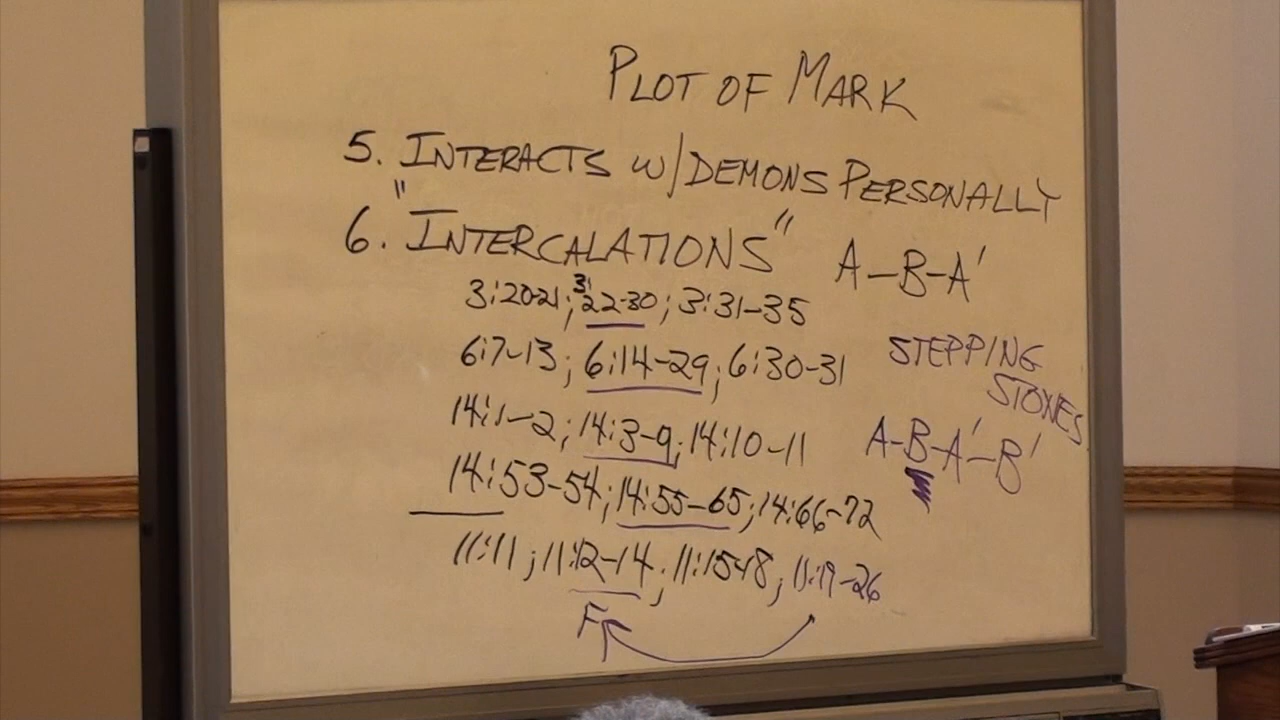 PLOT OF MARK
5. INTERACTS W/DEMONS PERSONALLY
6. "INTERCALATIONS" A-B-A'
3:20-21; 3:22-30; 3:31-35
6:7-13; 6:14-29; 6:30-31
STEPPING STONES
14:1-2; 14:3-9; 14:10-11
A-B-A'-B'
14:53-54; 14:55-65; 14:66-72
11:11; 11:12-14; 11:15-18; 11:19-26